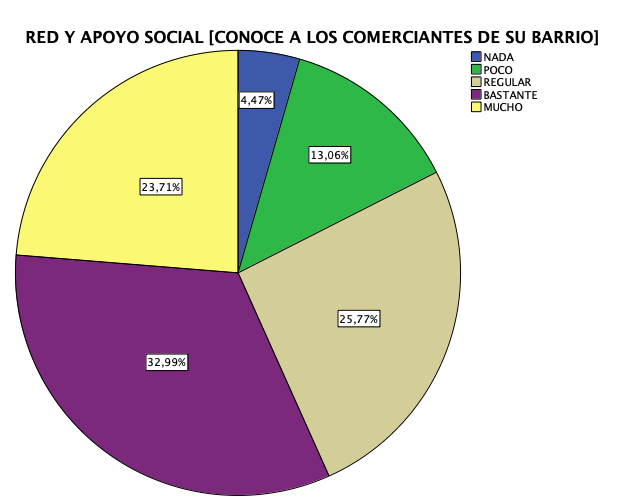 RED Y APOYO SOCIAL [CONOCE A LOS COMERCIANTES DE SU BARRIO]
NADA
POCO
REGULAR
BASTANTE
MUCHO
4,47%
13,06%
23,71%
25,77%
32,99%